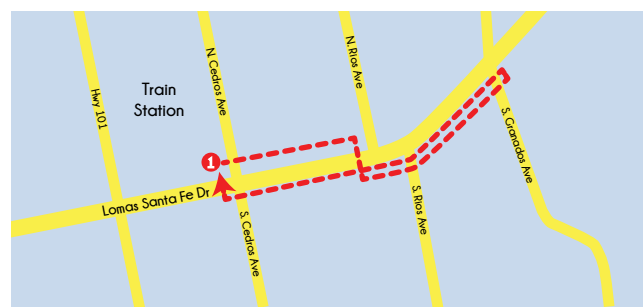 Hwy 101
Train
Station
N. Cedros Ave
N. Rios Ave
1
Lomas Santa Fe Dr
S. Cedros Ave
S. Rios Ave
S. Granados Ave